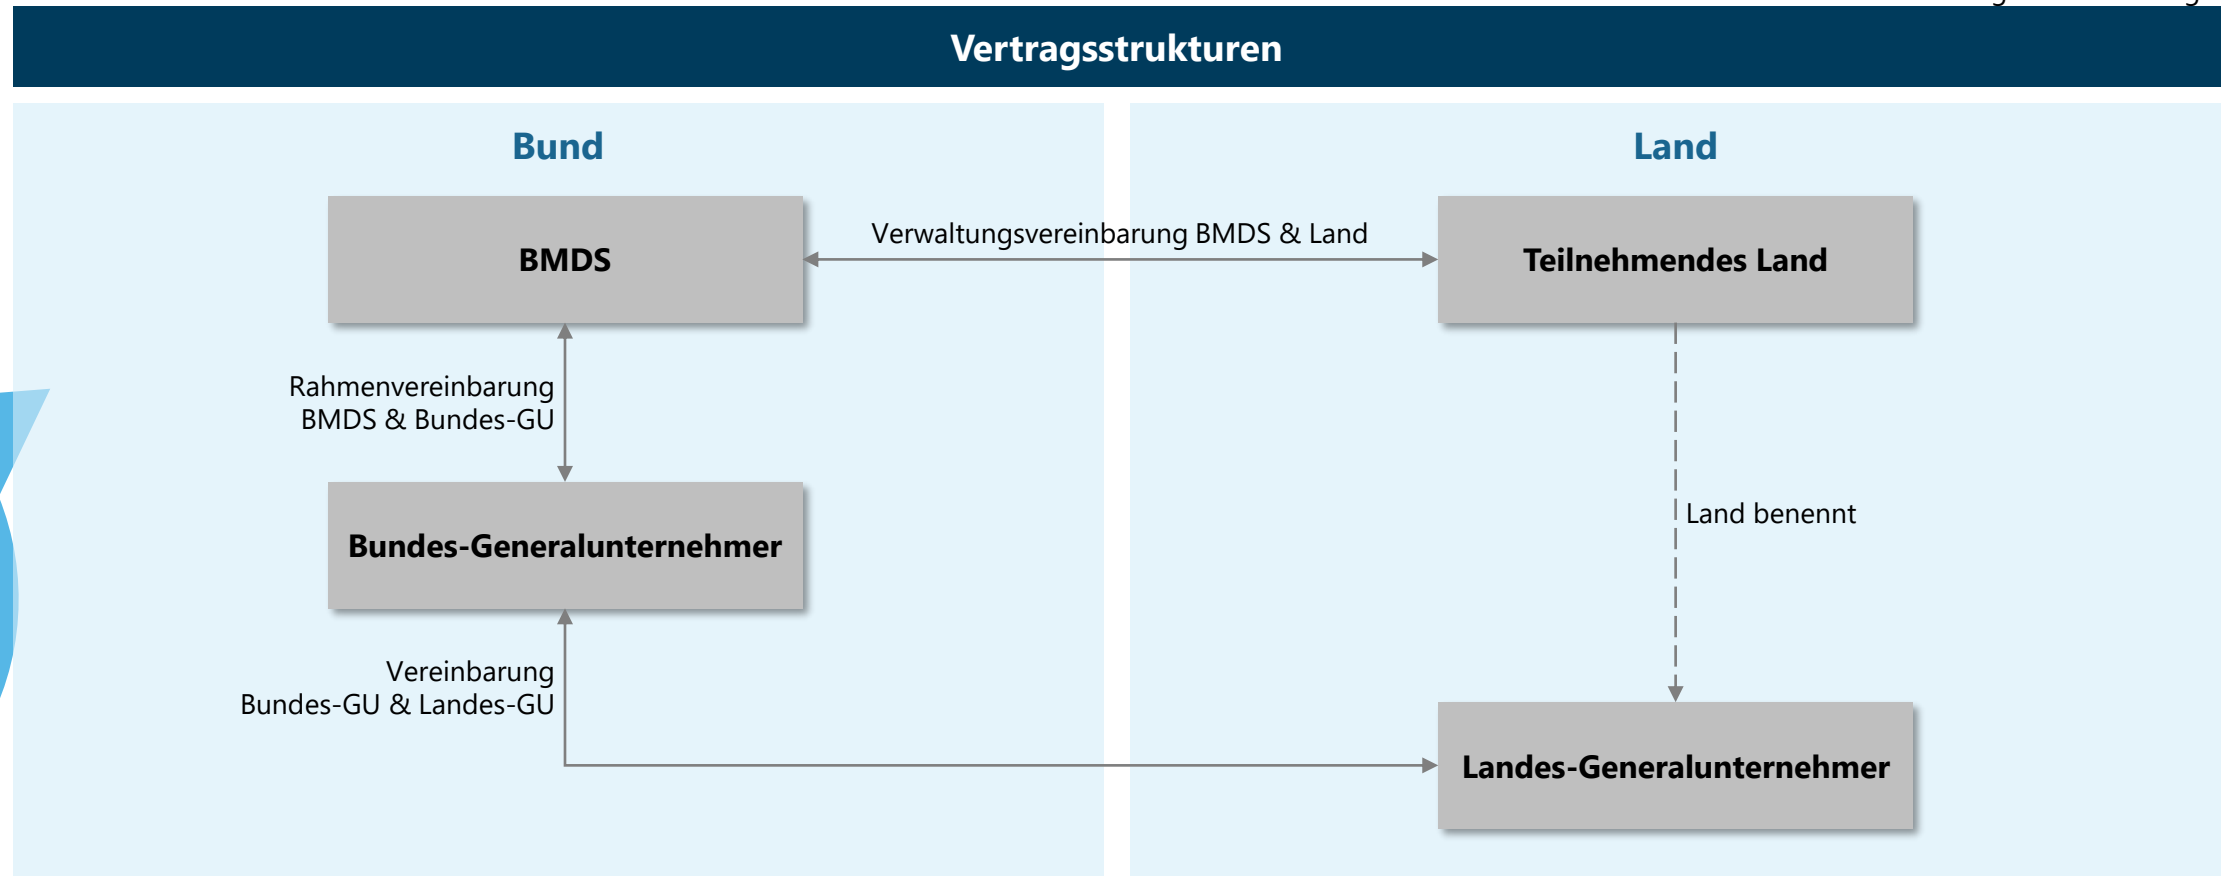 Vertragsstrukturen
Bund
Land
BMDS
Verwaltungsvereinbarung BMDS & Land
Teilnehmendes Land
Rahmenvereinbarung
BMDS & Bundes-GU
Bundes-Generalunternehmer
Land benennt
Vereinbarung
Bundes-GU & Landes-GU
Landes-Generalunternehmer